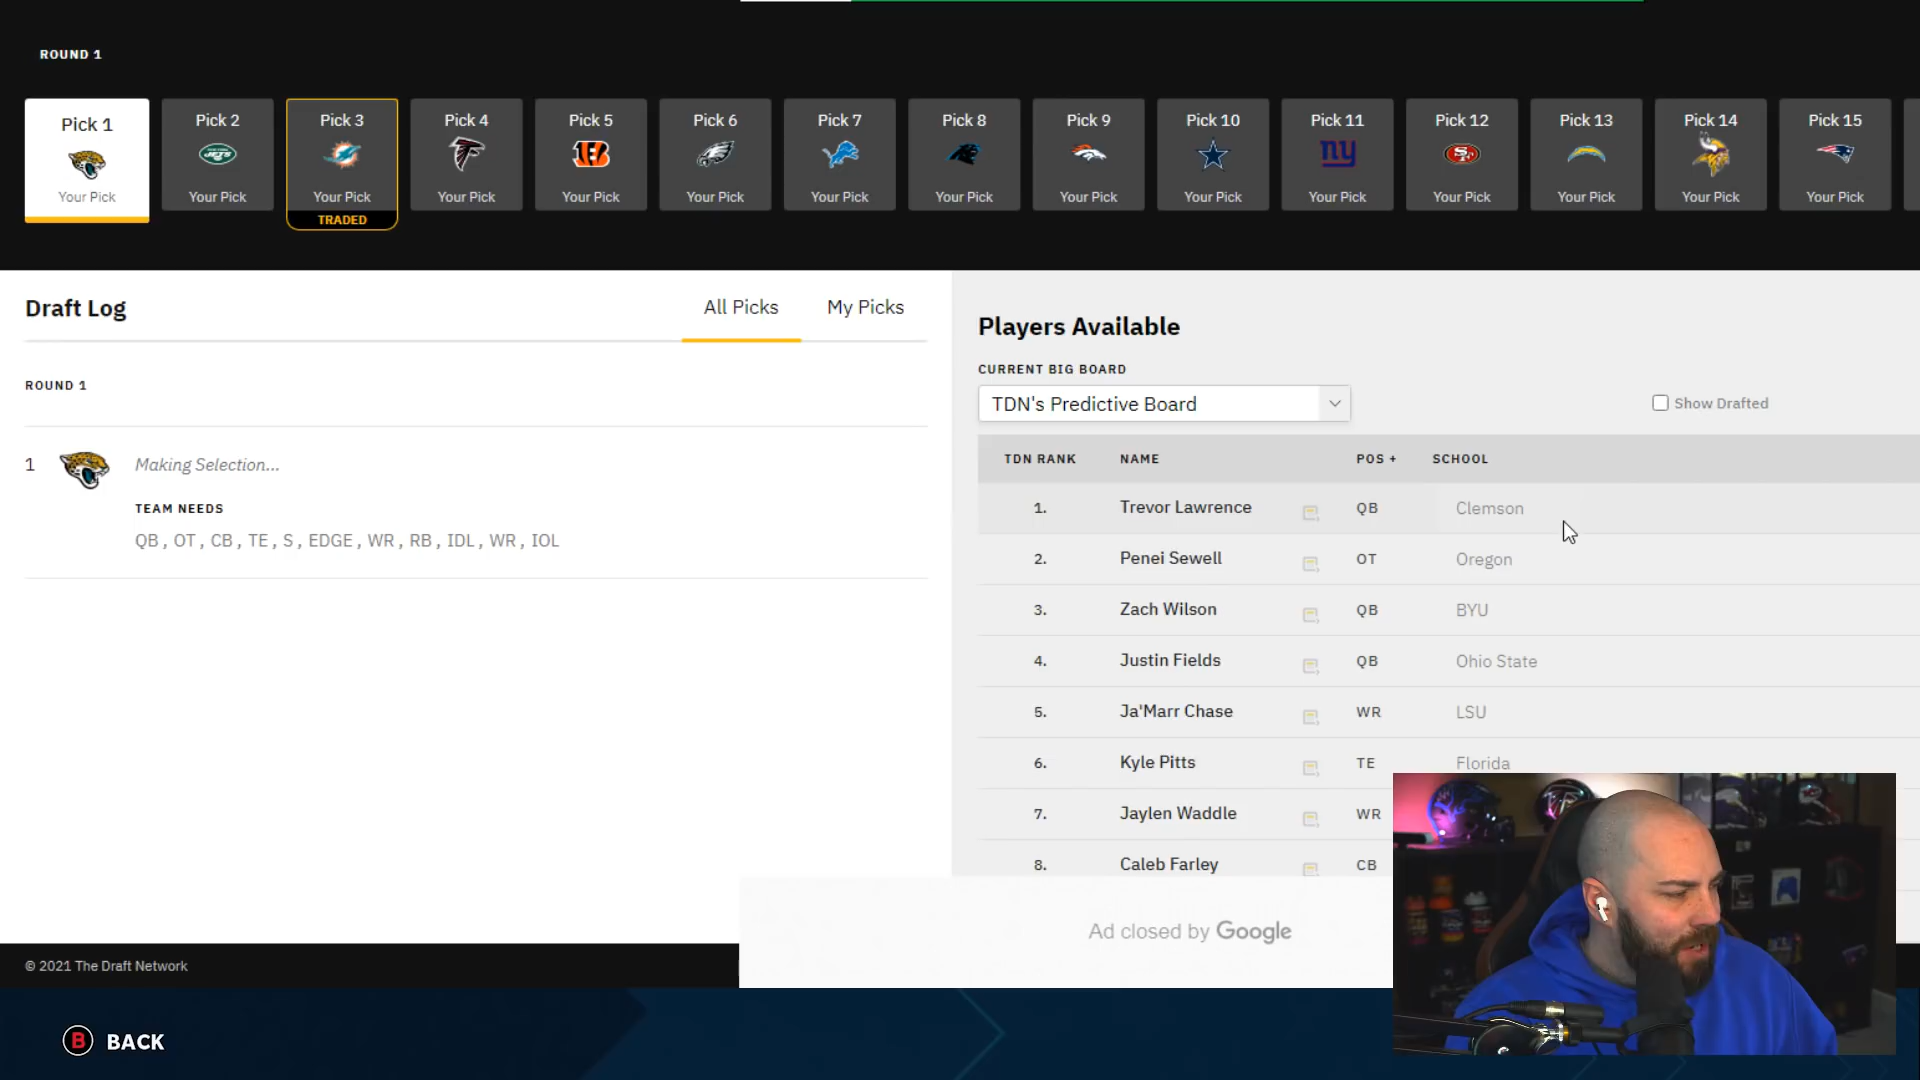 ROUND 1
Pick 1
Your Pick
Pick 2
JETS
Your Pick
Pick 3
Your Pick
TRADED
Pick 4
Your Pick
Pick 5
Your Pick
Pick 6
Your Pick
Pick 7
Your Pick
Pick 8
Your Pick
Pick 9
Your Pick
Pick 10
Your Pick
Pick 11
ny
Your Pick
Pick 12
SF
Your Pick
Pick 13
Your Pick
Pick 14
Your Pick
Pick 15
Your Pick
Draft Log
All Picks
My Picks
ROUND 1
1 Making Selection...
TEAM NEEDS
QB , OT , CB , TE , S , EDGE , WR , RB , IDL , WR , IOL
Players Available
CURRENT BIG BOARD
TDN's Predictive Board
Show Drafted
TDN RANK NAME POS + SCHOOL
1. Trevor Lawrence QB Clemson
2. Penei Sewell OT Oregon
3. Zach Wilson QB BYU
4. Justin Fields QB Ohio State
5. Ja'Marr Chase WR LSU
6. Kyle Pitts TE Florida
7. Jaylen Waddle WR
8. Caleb Farley CB
Ad closed by Google
© 2021 The Draft Network
B BACK